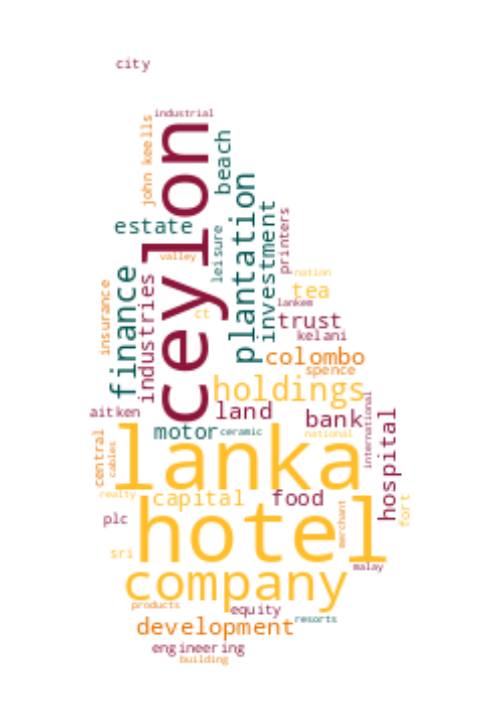 city
industrial
john keells
ceylon
beach
estate
plantation
investment
leisure
printers
valley
nation
finance
industries
insurance
tea
lankem
ct
trust
kelani
colombo
spence
holdings
aitken
land
bank
international
hospital
motor
ceramic
national
central
cables
lanka
realty
capital
food
merchant
fort
plc
hotel
sri
malay
company
products
equity
resorts
development
engineering
building